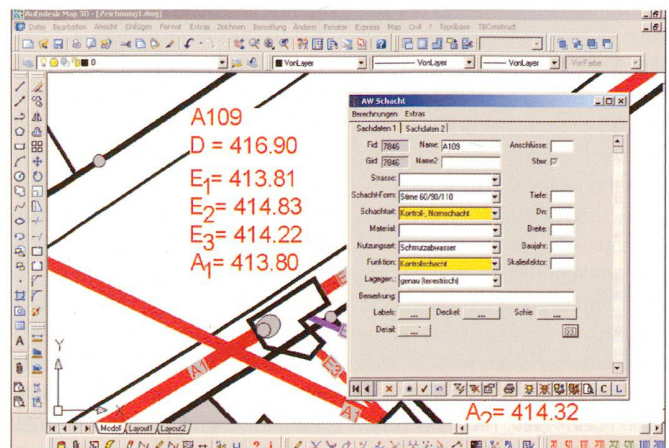 Autodesk Map 3D - [Zeichnung1.dwg]
Datei Bearbeiten Ansicht Einfügen Format Extras Zeichnen Bemaßung Ändern Fenster Express Map Civil ? Topobase TBConstruct
0
VonLayer
VonLayer
VonLayer
VonFarbe
A109
D = 416.90
E1= 413.81
E2= 414.83
E3= 414.22
A1= 413.80
AW Schacht
Berechnungen Extras
Sachdaten 1 Sachdaten 2
Fid: 7846 Name: A109 Anschlüsse:
Gid: 7846 Name2:
Strasse:
Schacht-Form: Stirne 60/90/110 Tiefe:
Schachtart: Kontroll-, Normschacht Dn:
Material: Breite:
Nutzungsart: Schmutzabwasser Baujahr:
Funktion: Kontrollschacht Skalierfaktor:
Lagegen.: genau (terrestrisch)
Bemerkung:
Labels: ... Deckel: ... Schie: ...
Detail: ...
C L
A1
E3
A1
Y
A2= 414.32
Modell Layout1 Layout2